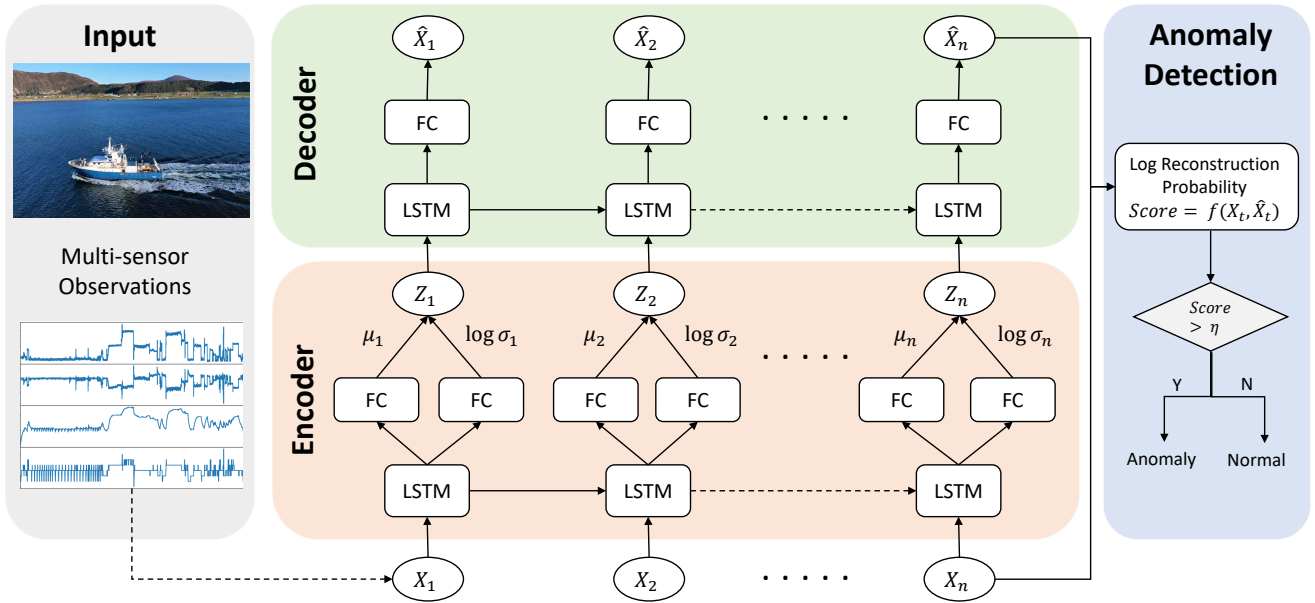 Input
Multi-sensor
Observations
Decoder
X̂₁
X̂₂
X̂ₙ
FC
FC
. . . . .
FC
LSTM
LSTM
LSTM
Encoder
Z₁
Z₂
Zₙ
μ₁
log σ₁
μ₂
log σ₂
. . . . .
μₙ
log σₙ
FC
FC
FC
FC
FC
FC
LSTM
LSTM
LSTM
X₁
X₂
. . . . .
Xₙ
Anomaly
Detection
Log Reconstruction
Probability
Score = f(Xₜ, X̂ₜ)
Score
> η
Y
N
Anomaly
Normal